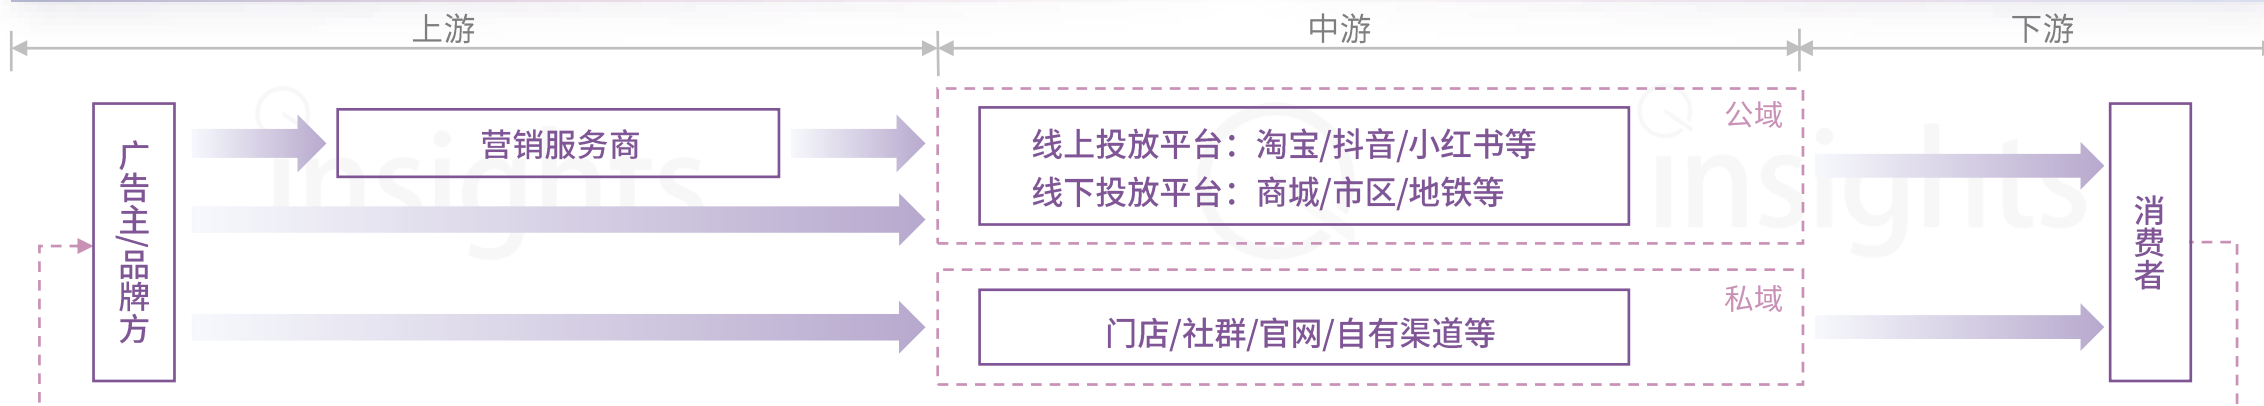 上游
中游
下游
广告主/品牌方
营销服务商
公域
线上投放平台：淘宝/抖音/小红书等
线下投放平台：商城/市区/地铁等
私域
门店/社群/官网/自有渠道等
消费者
insights
insights